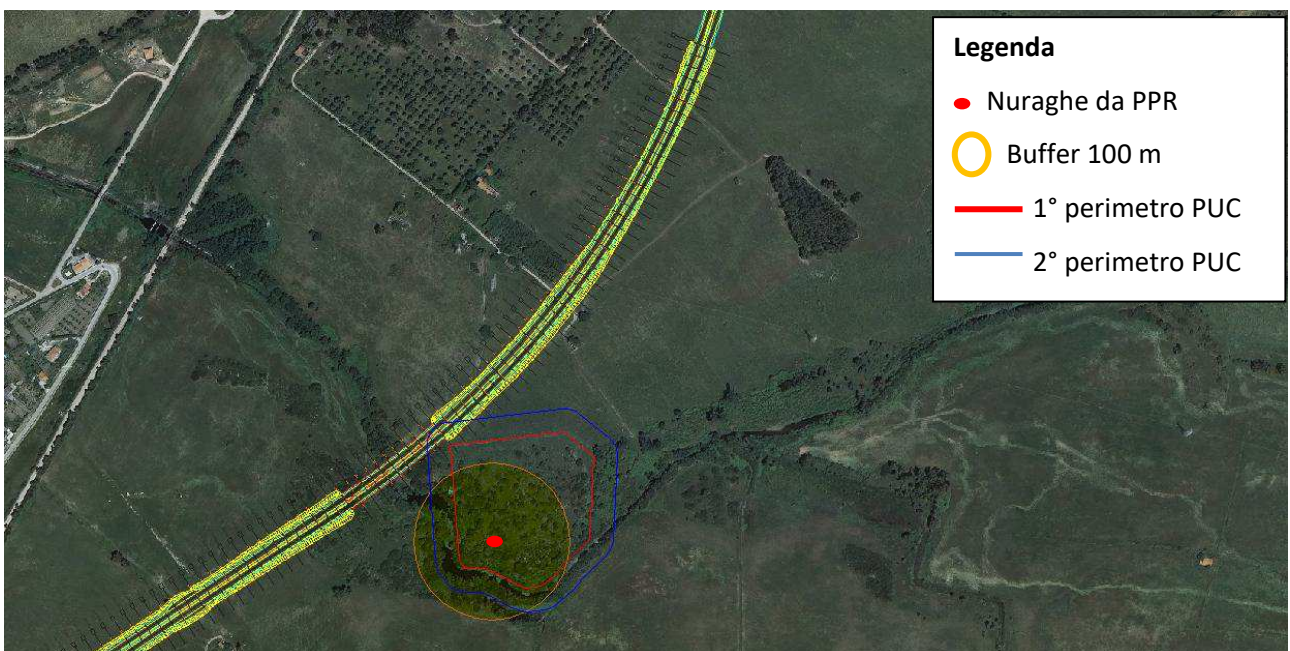 Legenda
Nuraghe da PPR
Buffer 100 m
1° perimetro PUC
2° perimetro PUC